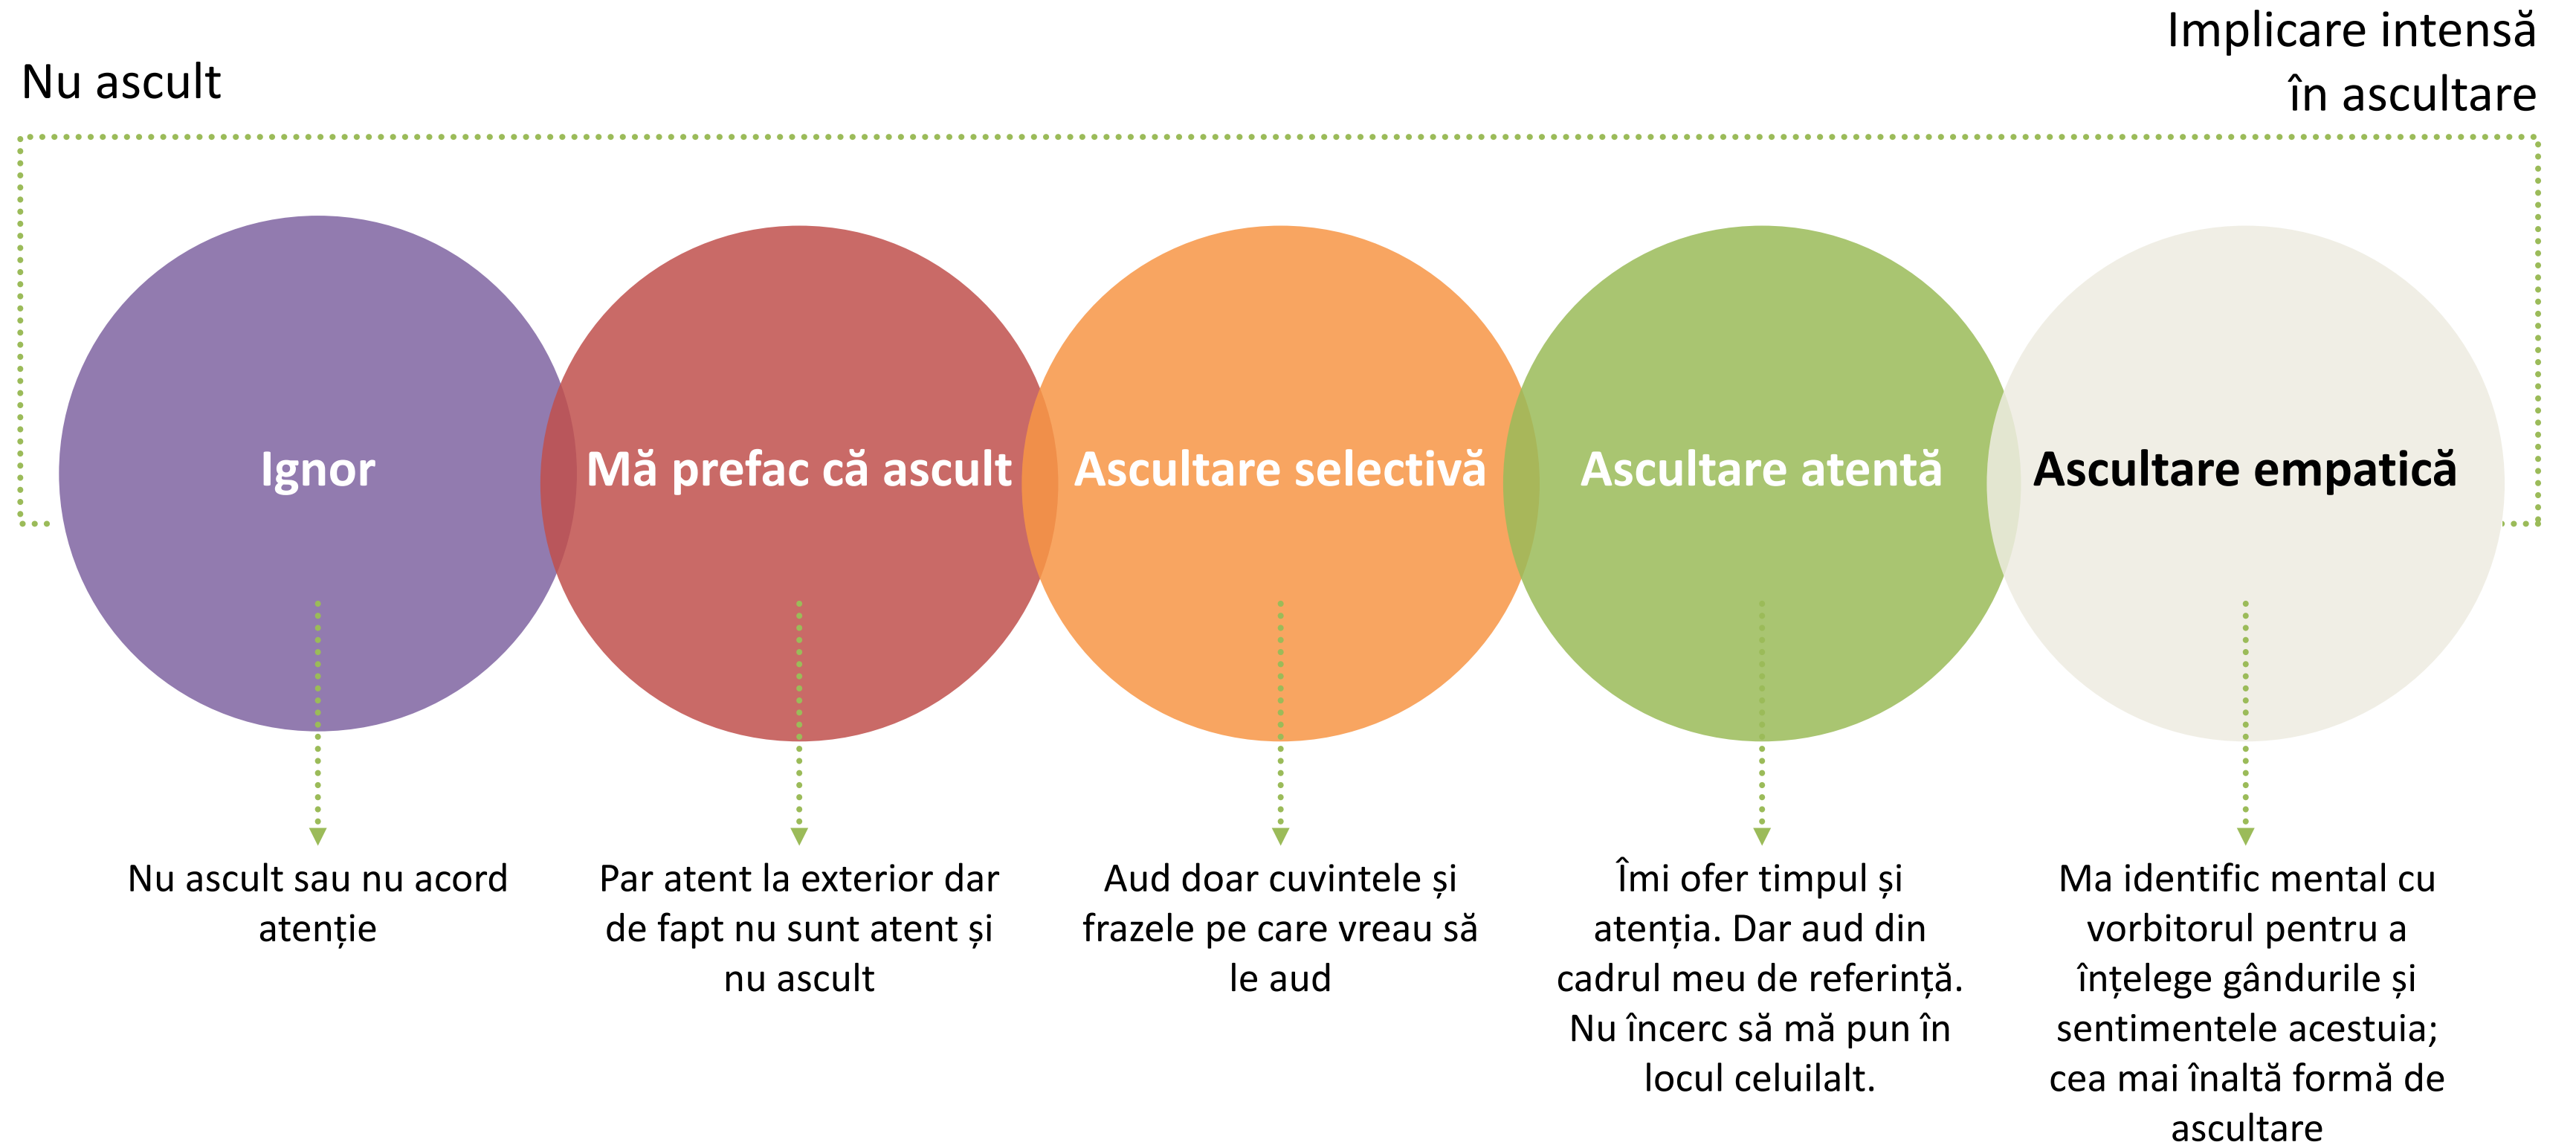 Nu ascult
Implicare intensă
în ascultare
Ignor
Mă prefac că ascult
Ascultare selectivă
Ascultare atentă
Ascultare empatică
Nu ascult sau nu acord
atenție
Par atent la exterior dar
de fapt nu sunt atent și
nu ascult
Aud doar cuvintele și
frazele pe care vreau să
le aud
Îmi ofer timpul și
atenția. Dar aud din
cadrul meu de referință.
Nu încerc să mă pun în
locul celuilalt.
Ma identific mental cu
vorbitorul pentru a
înțelege gândurile și
sentimentele acestuia;
cea mai înaltă formă de
ascultare